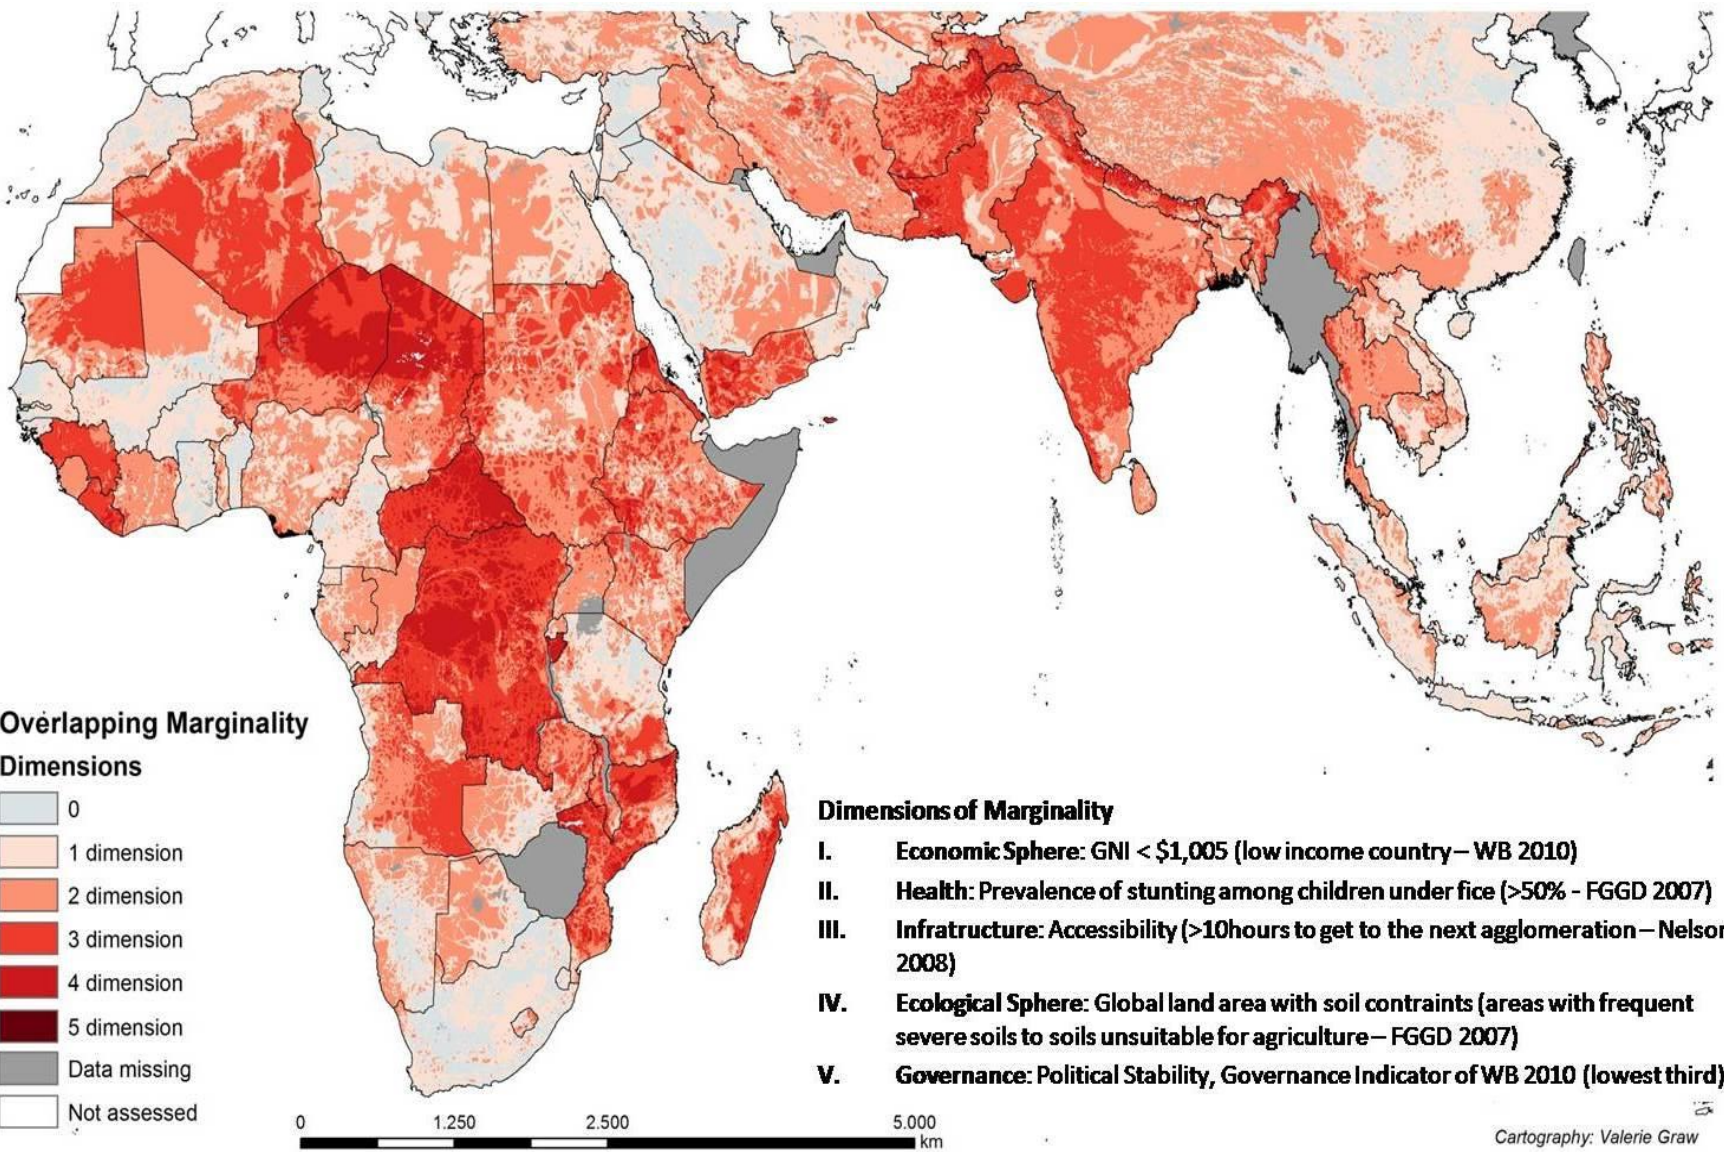 Overlapping Marginality
Dimensions
0
1 dimension
2 dimension
3 dimension
4 dimension
5 dimension
Data missing
Not assessed
0 1.250 2.500 5.000
km
Dimensions of Marginality
I. Economic Sphere: GNI < $1,005 (low income country – WB 2010)
II. Health: Prevalence of stunting among children under fice (>50% - FGGD 2007)
III. Infratructure: Accessibility (>10hours to get to the next agglomeration – Nelson
2008)
IV. Ecological Sphere: Global land area with soil contraints (areas with frequent
severe soils to soils unsuitable for agriculture – FGGD 2007)
V. Governance: Political Stability, Governance Indicator of WB 2010 (lowest third)
Cartography: Valerie Graw